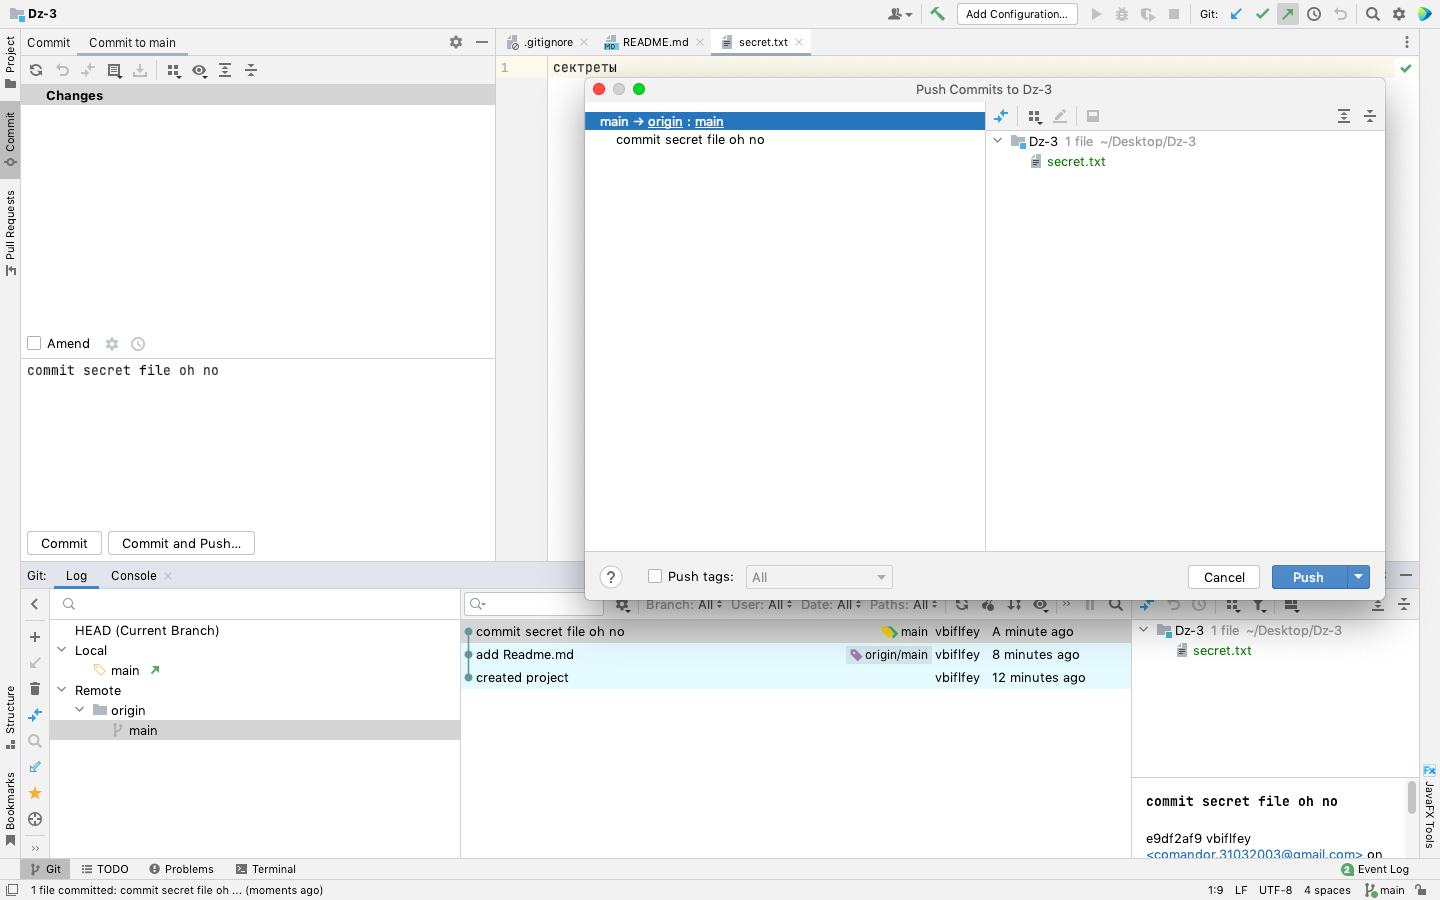 Dz-3
Add Configuration...
Git:
Project
Commit
Pull Requests
Structure
Bookmarks
Commit
Commit to main
Changes
Amend
commit secret file oh no
Commit
Commit and Push...
.gitignore
README.md
secret.txt
1
сектреты
Push Commits to Dz-3
main → origin : main
commit secret file oh no
Dz-3 1 file ~/Desktop/Dz-3
secret.txt
?
Push tags:
All
Cancel
Push
Git:
Log
Console
Branch: All
User: All
Date: All
Paths: All
HEAD (Current Branch)
Local
main
Remote
origin
main
commit secret file oh no main vbiflfey A minute ago
add Readme.md origin/main vbiflfey 8 minutes ago
created project vbiflfey 12 minutes ago
Dz-3 1 file ~/Desktop/Dz-3
secret.txt
commit secret file oh no
e9df2af9 vbiflfey
<comandor.31032003@gmail.com> on
JavaFX Tools
Git
TODO
Problems
Terminal
2 Event Log
1 file committed: commit secret file oh ... (moments ago)
1:9 LF UTF-8 4 spaces main